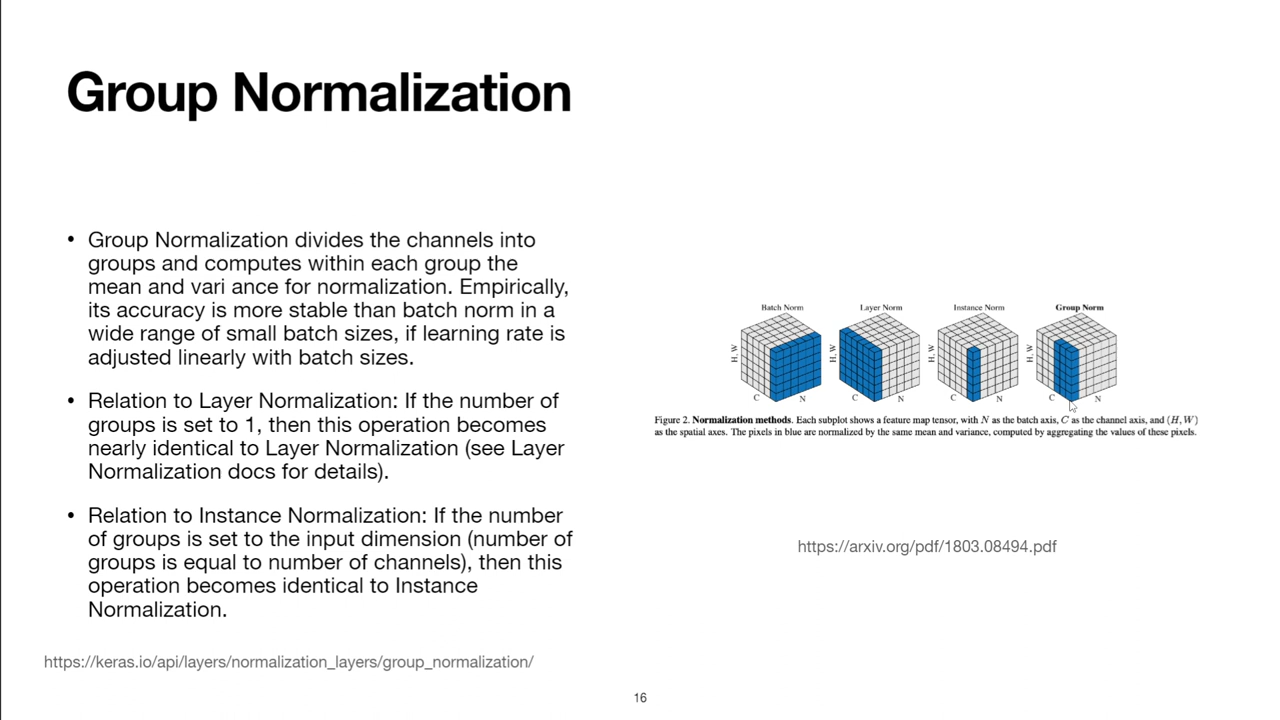 Group Normalization
• Group Normalization divides the channels into
groups and computes within each group the
mean and vari ance for normalization. Empirically,
its accuracy is more stable than batch norm in a
wide range of small batch sizes, if learning rate is
adjusted linearly with batch sizes.
• Relation to Layer Normalization: If the number of
groups is set to 1, then this operation becomes
nearly identical to Layer Normalization (see Layer
Normalization docs for details).
• Relation to Instance Normalization: If the number
of groups is set to the input dimension (number of
groups is equal to number of channels), then this
operation becomes identical to Instance
Normalization.
https://keras.io/api/layers/normalization_layers/group_normalization/
Batch Norm
Layer Norm
Instance Norm
Group Norm
H, W
C
N
H, W
C
N
H, W
C
N
H, W
C
N
Figure 2. Normalization methods. Each subplot shows a feature map tensor, with N as the batch axis, C as the channel axis, and (H, W)
as the spatial axes. The pixels in blue are normalized by the same mean and variance, computed by aggregating the values of these pixels.
https://arxiv.org/pdf/1803.08494.pdf
16